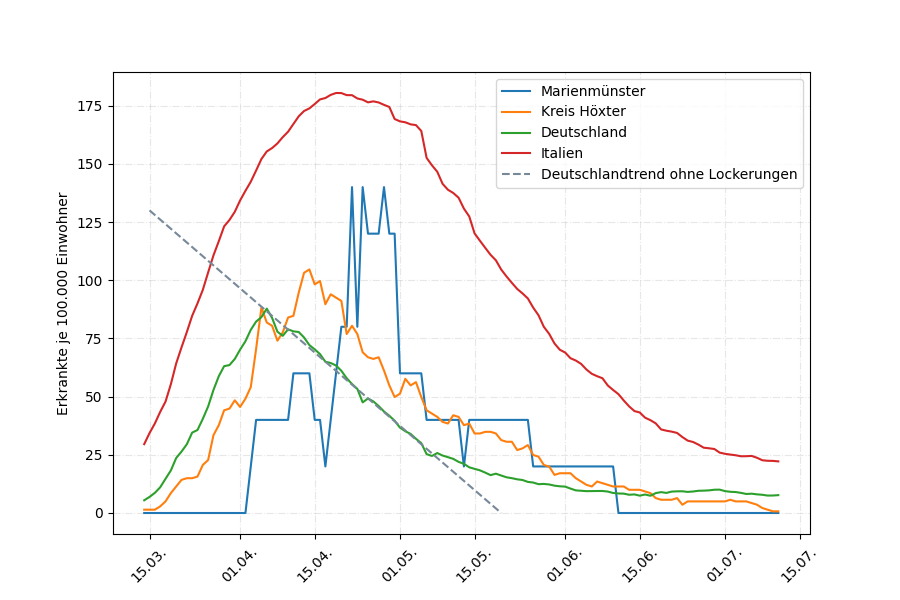 Marienmünster
Kreis Höxter
Deutschland
Italien
Deutschlandtrend ohne Lockerungen
Erkrankte je 100.000 Einwohner
175
150
125
100
75
50
25
0
15.03.
01.04.
15.04.
01.05.
15.05.
01.06.
15.06.
01.07.
15.07.